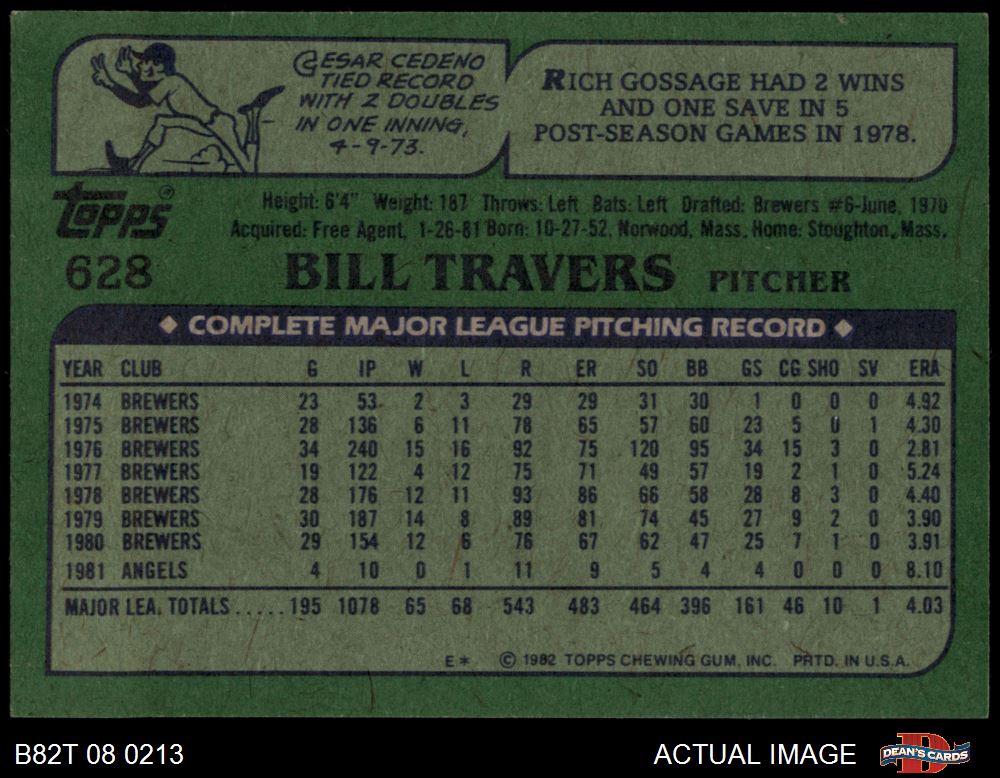 CESAR CEDENO
TIED RECORD
WITH 2 DOUBLES
IN ONE INNING,
4-9-73.
RICH GOSSAGE HAD 2 WINS
AND ONE SAVE IN 5
POST-SEASON GAMES IN 1978.
Topps®
Height: 6'4" Weight: 187 Throws: Left Bats: Left Drafted: Brewers #6-June, 1970
Acquired: Free Agent, 1-26-81 Born: 10-27-52, Norwood, Mass. Home: Stoughton, Mass.
628 BILL TRAVERS PITCHER
◆ COMPLETE MAJOR LEAGUE PITCHING RECORD ◆
YEAR CLUB G IP W L R ER SO BB GS CG SHO SV ERA
1974 BREWERS 23 53 2 3 29 29 31 30 1 0 0 0 4.92
1975 BREWERS 28 136 6 11 78 65 57 60 23 5 0 1 4.30
1976 BREWERS 34 240 15 16 92 75 120 95 34 15 3 0 2.81
1977 BREWERS 19 122 4 12 75 71 49 57 19 2 1 0 5.24
1978 BREWERS 28 176 12 11 93 86 66 58 28 8 3 0 4.40
1979 BREWERS 30 187 14 8 89 81 74 45 27 9 2 0 3.90
1980 BREWERS 29 154 12 6 76 67 62 47 25 7 1 0 3.91
1981 ANGELS 4 10 0 1 11 9 5 4 4 0 0 0 8.10
MAJOR LEA. TOTALS ..... 195 1078 65 68 543 483 464 396 161 46 10 1 4.03
E* © 1982 TOPPS CHEWING GUM, INC. PRTD. IN U.S.A.
B82T 08 0213 ACTUAL IMAGE DEAN'S CARDS